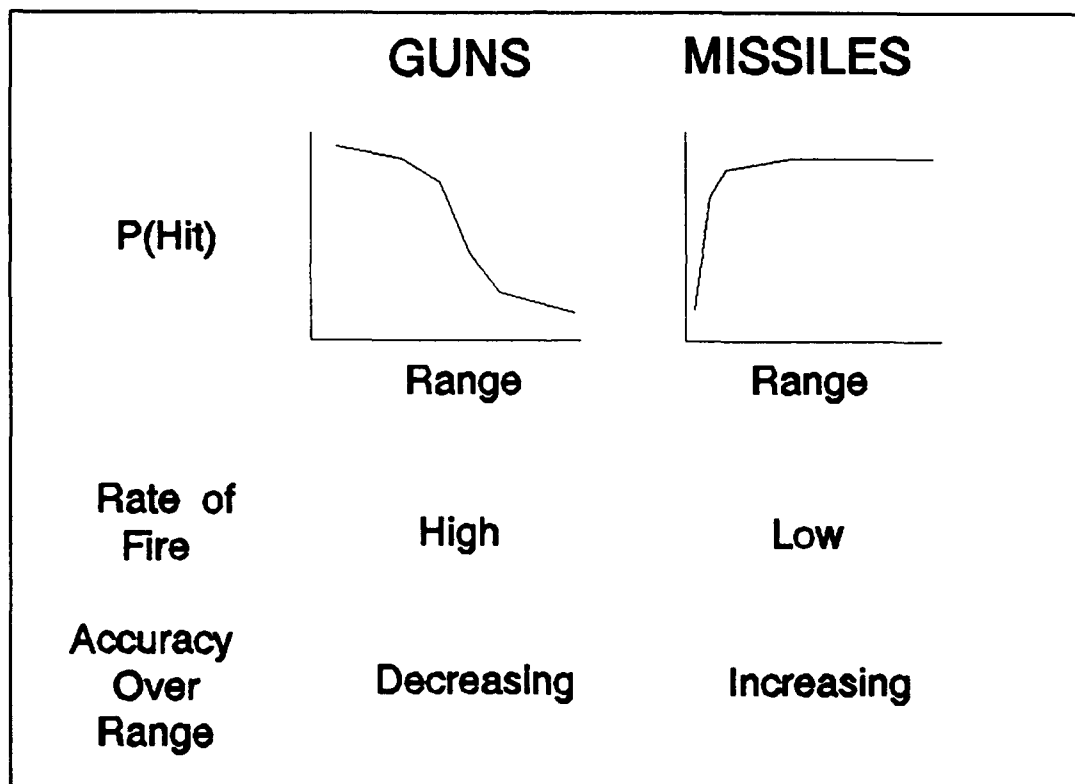 GUNS MISSILES
P(Hit)
Range Range
Rate of
Fire
High Low
Accuracy
Over
Range
Decreasing Increasing